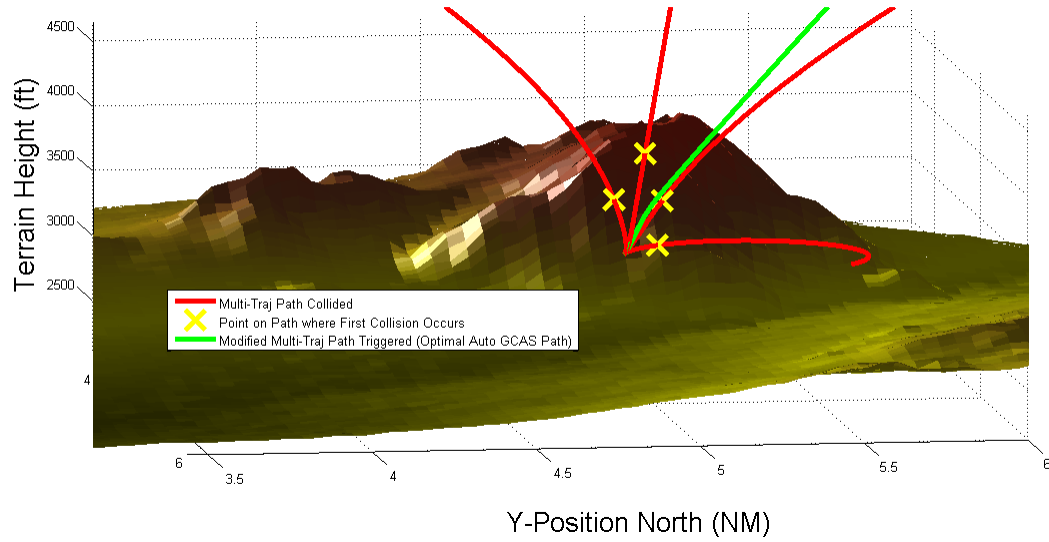 4500
4000
3500
3000
2500
Terrain Height (ft)
Multi-Traj Path Collided
Point on Path where First Collision Occurs
Modified Multi-Traj Path Triggered (Optimal Auto GCAS Path)
4
6
3.5
4
4.5
5
5.5
6
Y-Position North (NM)